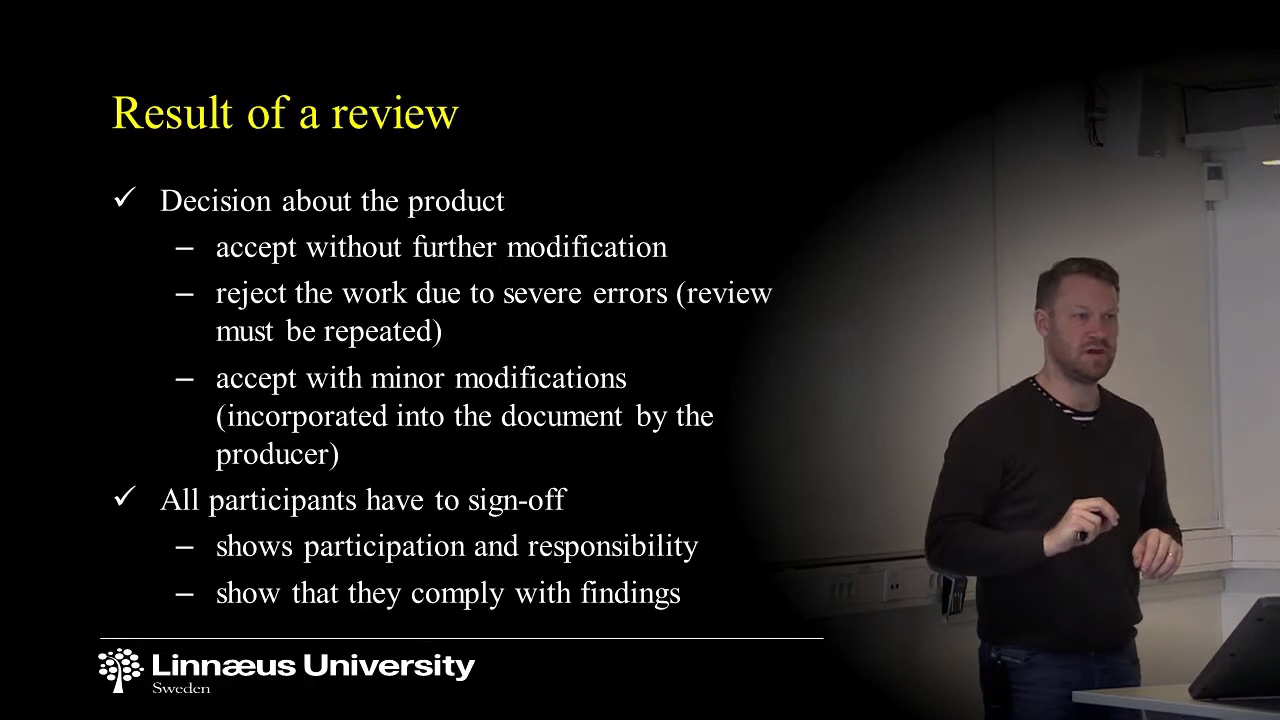 Result of a review
✓ Decision about the product
– accept without further modification
– reject the work due to severe errors (review
must be repeated)
– accept with minor modifications
(incorporated into the document by the
producer)
✓ All participants have to sign-off
– shows participation and responsibility
– show that they comply with findings
Linnæus University
Sweden